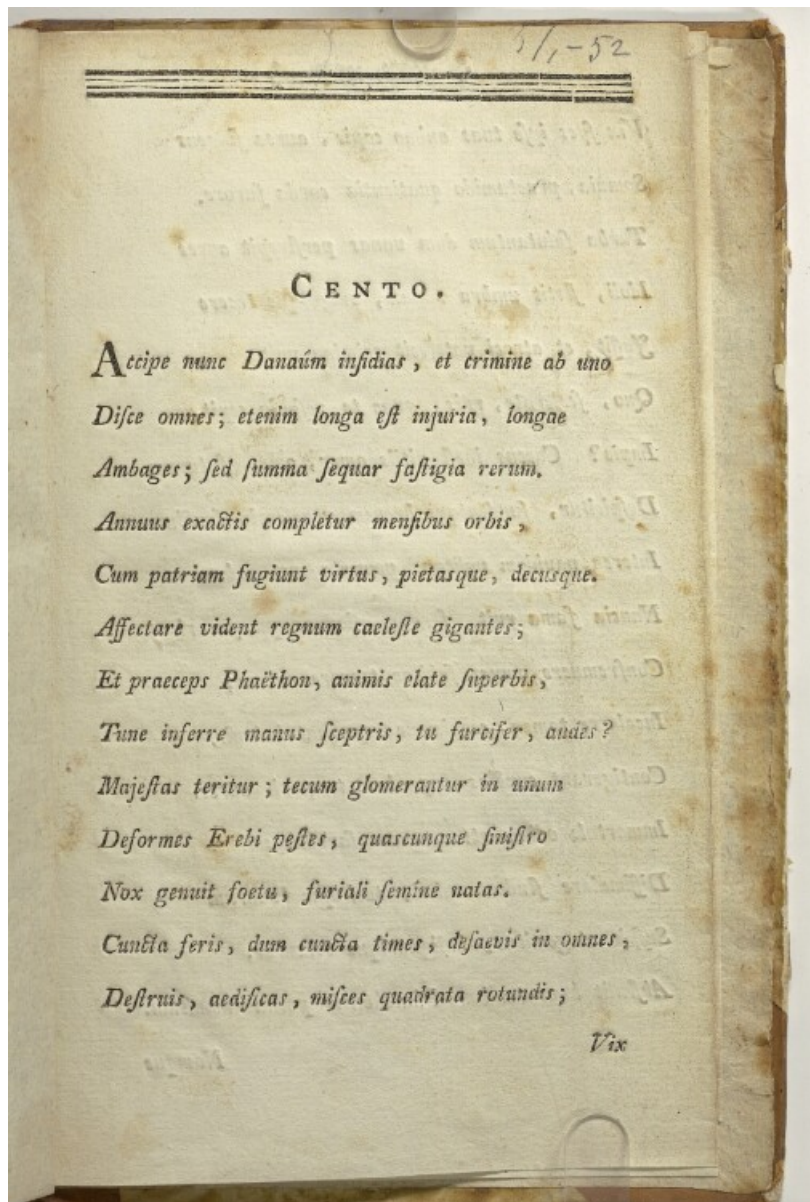 51,-52
CENTO.
Accipe nunc Danaúm inſidias, et crimine ab uno
Diſce omnes; etenim longa eſt injuria, longae
Ambages; ſed ſumma ſequar faſtigia rerum.
Annuus exactis completur menſibus orbis,
Cum patriam fugiunt virtus, pietasque, decusque.
Affectare vident regnum caeleſte gigantes;
Et praeceps Phaëthon, animis elate ſuperbis,
Tune inferre manus ſceptris, tu furcifer, audes?
Majeſtas teritur; tecum glomerantur in unum
Deformes Erebi peſtes, quascunque ſiniſtro
Nox genuit foetu, furiali ſemine natas.
Cuncta feris, dum cuncta times, deſaevis in omnes,
Deſtruis, aedificas, miſces quadrata rotundis;
Vix